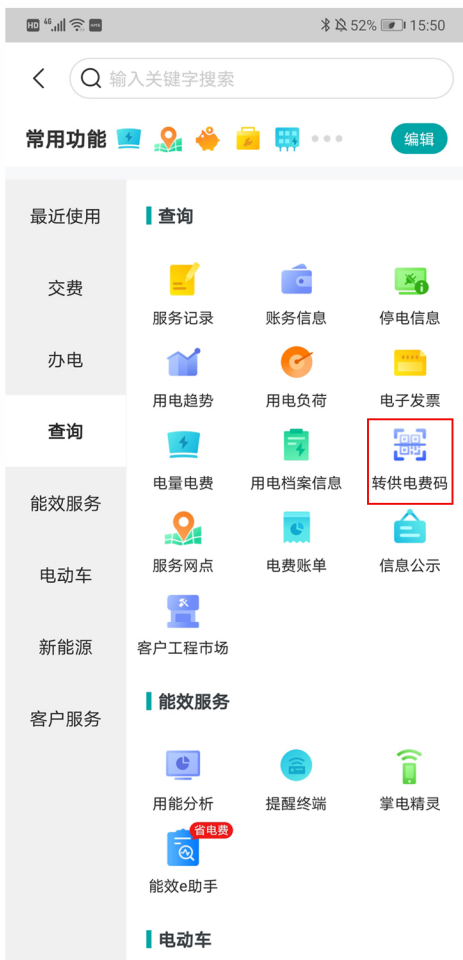 HD 46 52% 15:50
输入关键字搜索
常用功能 编辑
最近使用
交费
办电
查询
能效服务
电动车
新能源
客户服务
查询
服务记录 账务信息 停电信息
用电趋势 用电负荷 电子发票
电量电费 用电档案信息 转供电费码
服务网点 电费账单 信息公示
客户工程市场
能效服务
用能分析 提醒终端 掌电精灵
省电费
能效e助手
电动车